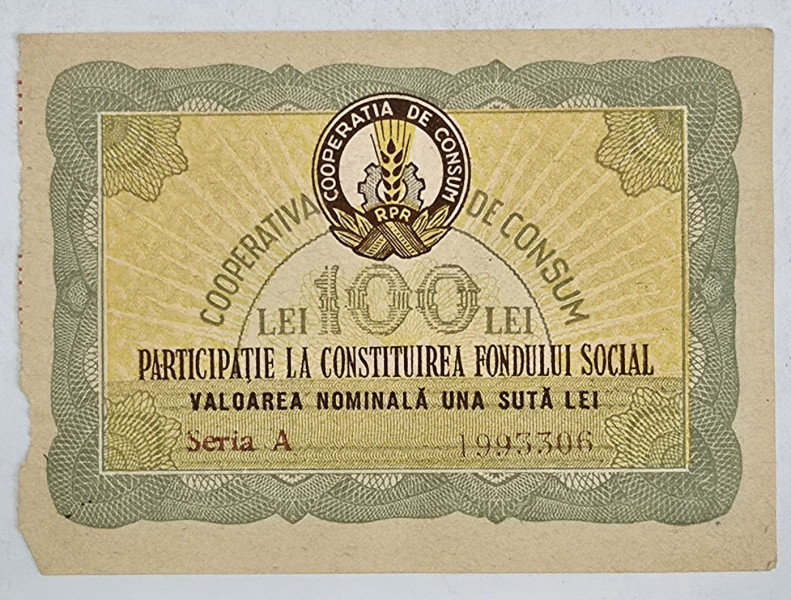 COOPERATIA DE CONSUM
RPR
COOPERATIVA DE CONSUM
LEI 100 LEI
PARTICIPAȚIE LA CONSTITUIREA FONDULUI SOCIAL
VALOAREA NOMINALĂ UNA SUTĂ LEI
Seria A 1993306